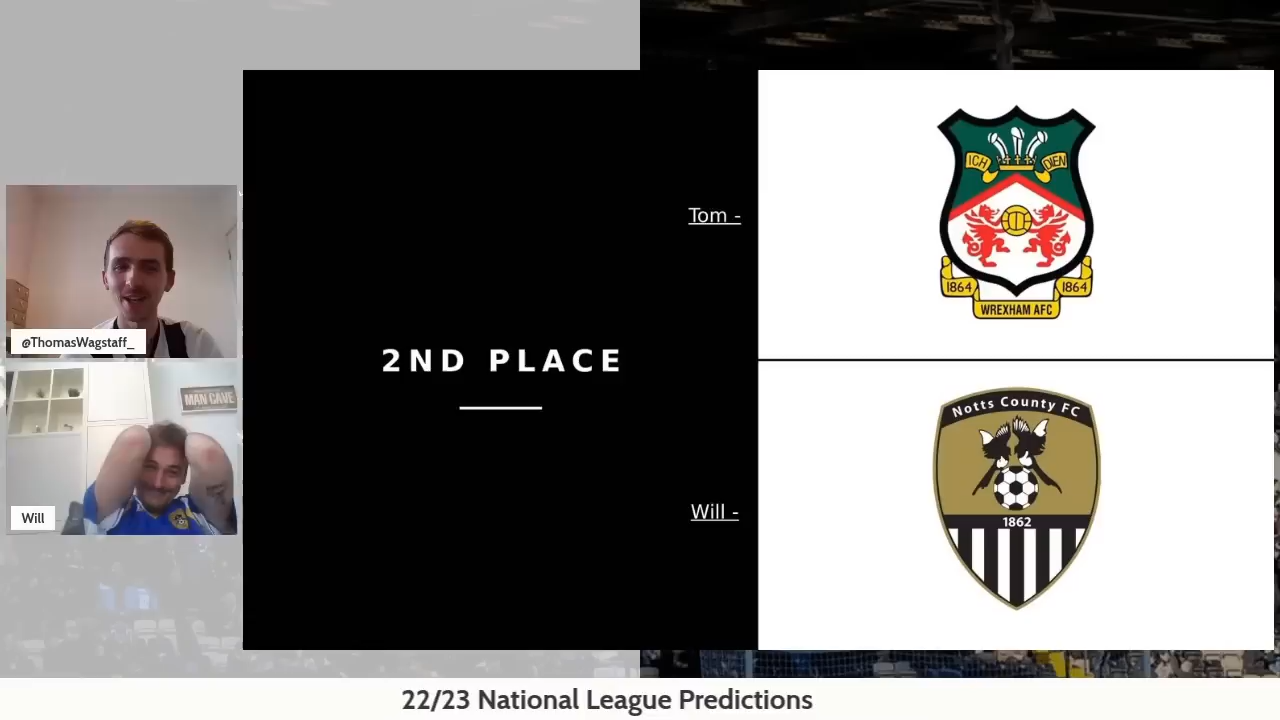 @ThomasWagstaff_
MAN CAVE
Will
Tom -
2ND PLACE
Will -
ICH DIEN
1864 1864
WREXHAM AFC
Notts County FC
1862
22/23 National League Predictions